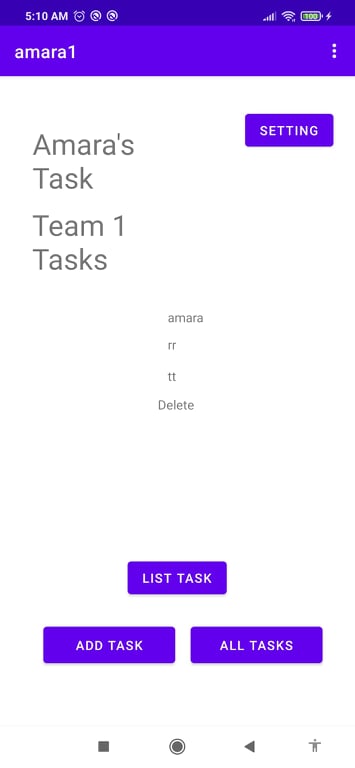 5:10 AM
100
amara1
SETTING
Amara's
Task
Team 1
Tasks
amara
rr
tt
Delete
LIST TASK
ADD TASK
ALL TASKS